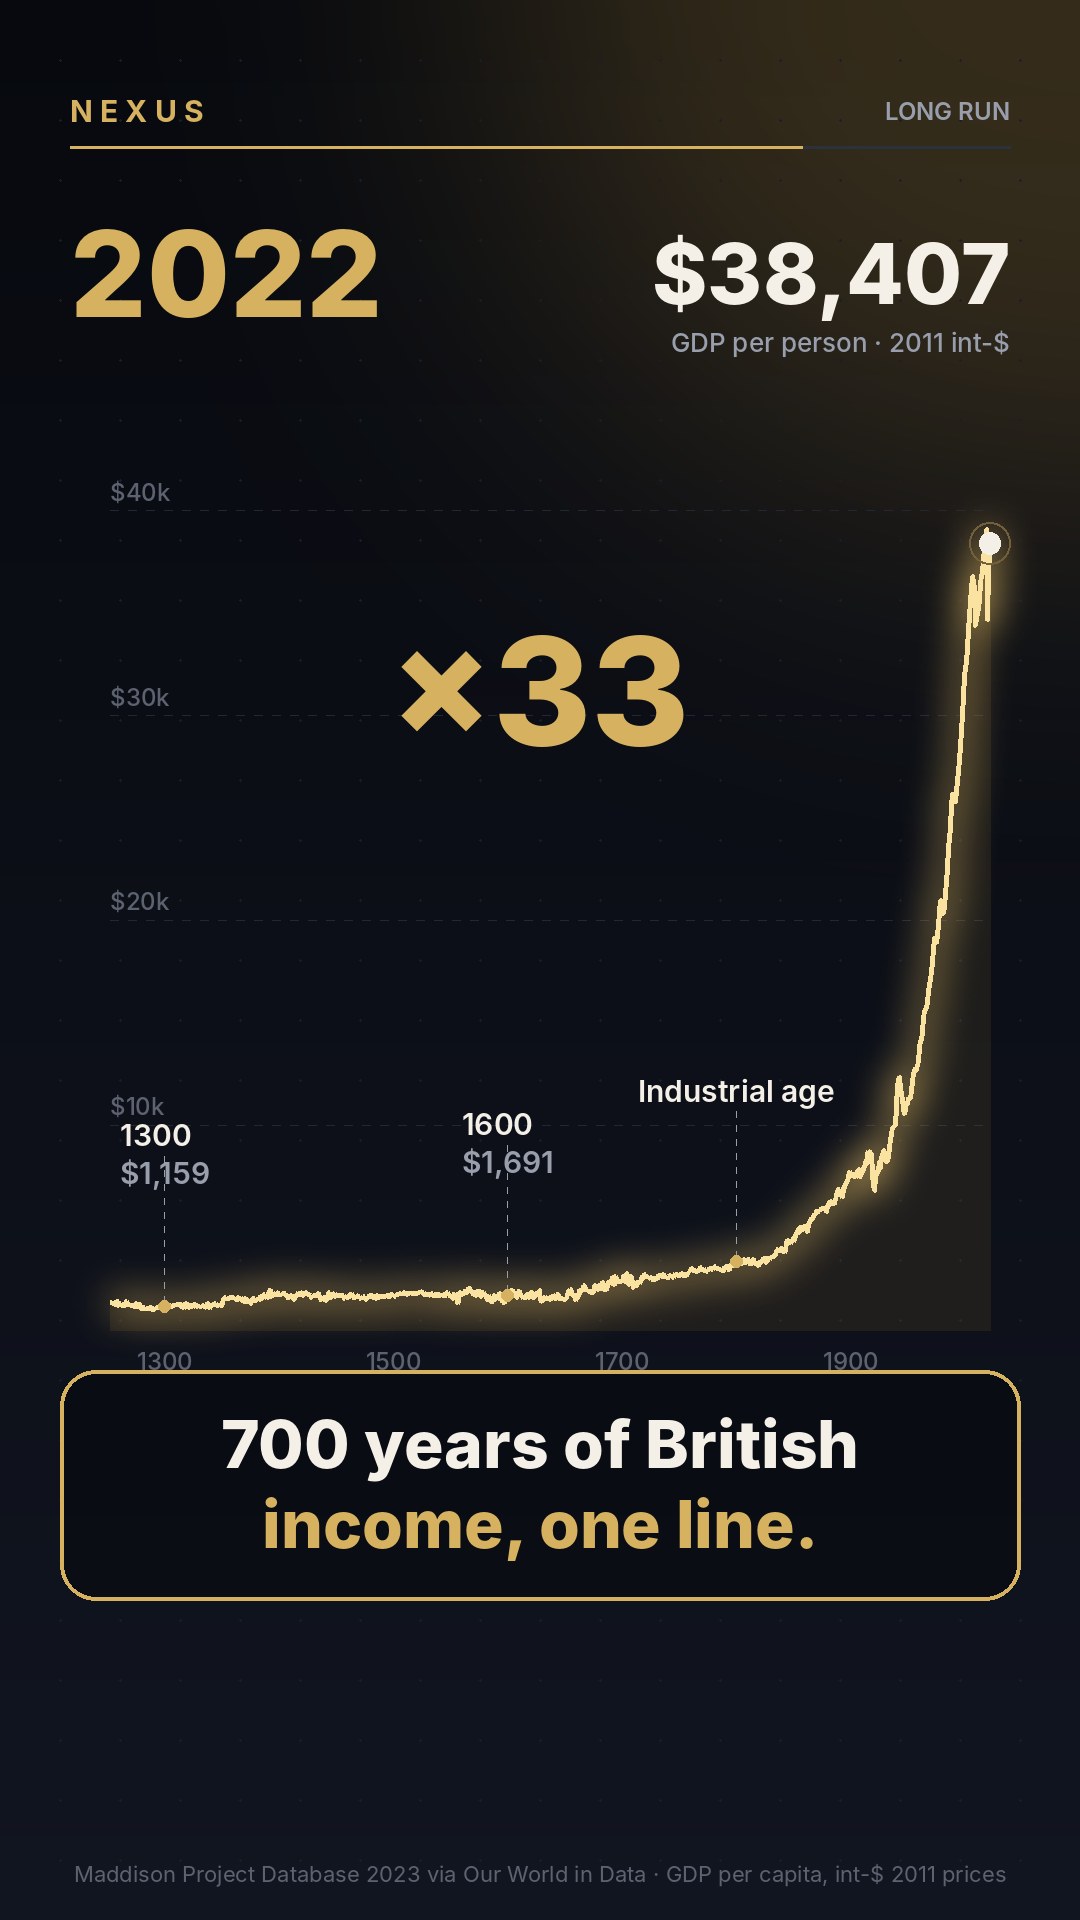 NEXUS
LONG RUN
2022
$38,407
GDP per person · 2011 int-$
$40k
×33
$30k
$20k
Industrial age
$10k
1300
1600
$1,159
$1,691
1300 1500 1700 1900
700 years of British
income, one line.
Maddison Project Database 2023 via Our World in Data · GDP per capita, int-$ 2011 prices